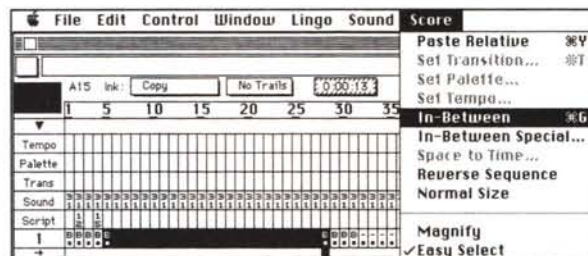 File Edit Control Window Lingo Sound Score
Paste Relative ⌘Y
Set Transition... ⌘T
Set Palette...
Set Tempo...
In-Between ⌘G
In-Between Special...
Space to Time...
Reverse Sequence
Normal Size
Magnify
✓Easy Select
A15 Ink: Copy No Trails 0:00:13
1 5 10 15 20 25 30 35
Tempo
Palette
Trans
Sound
Script
1